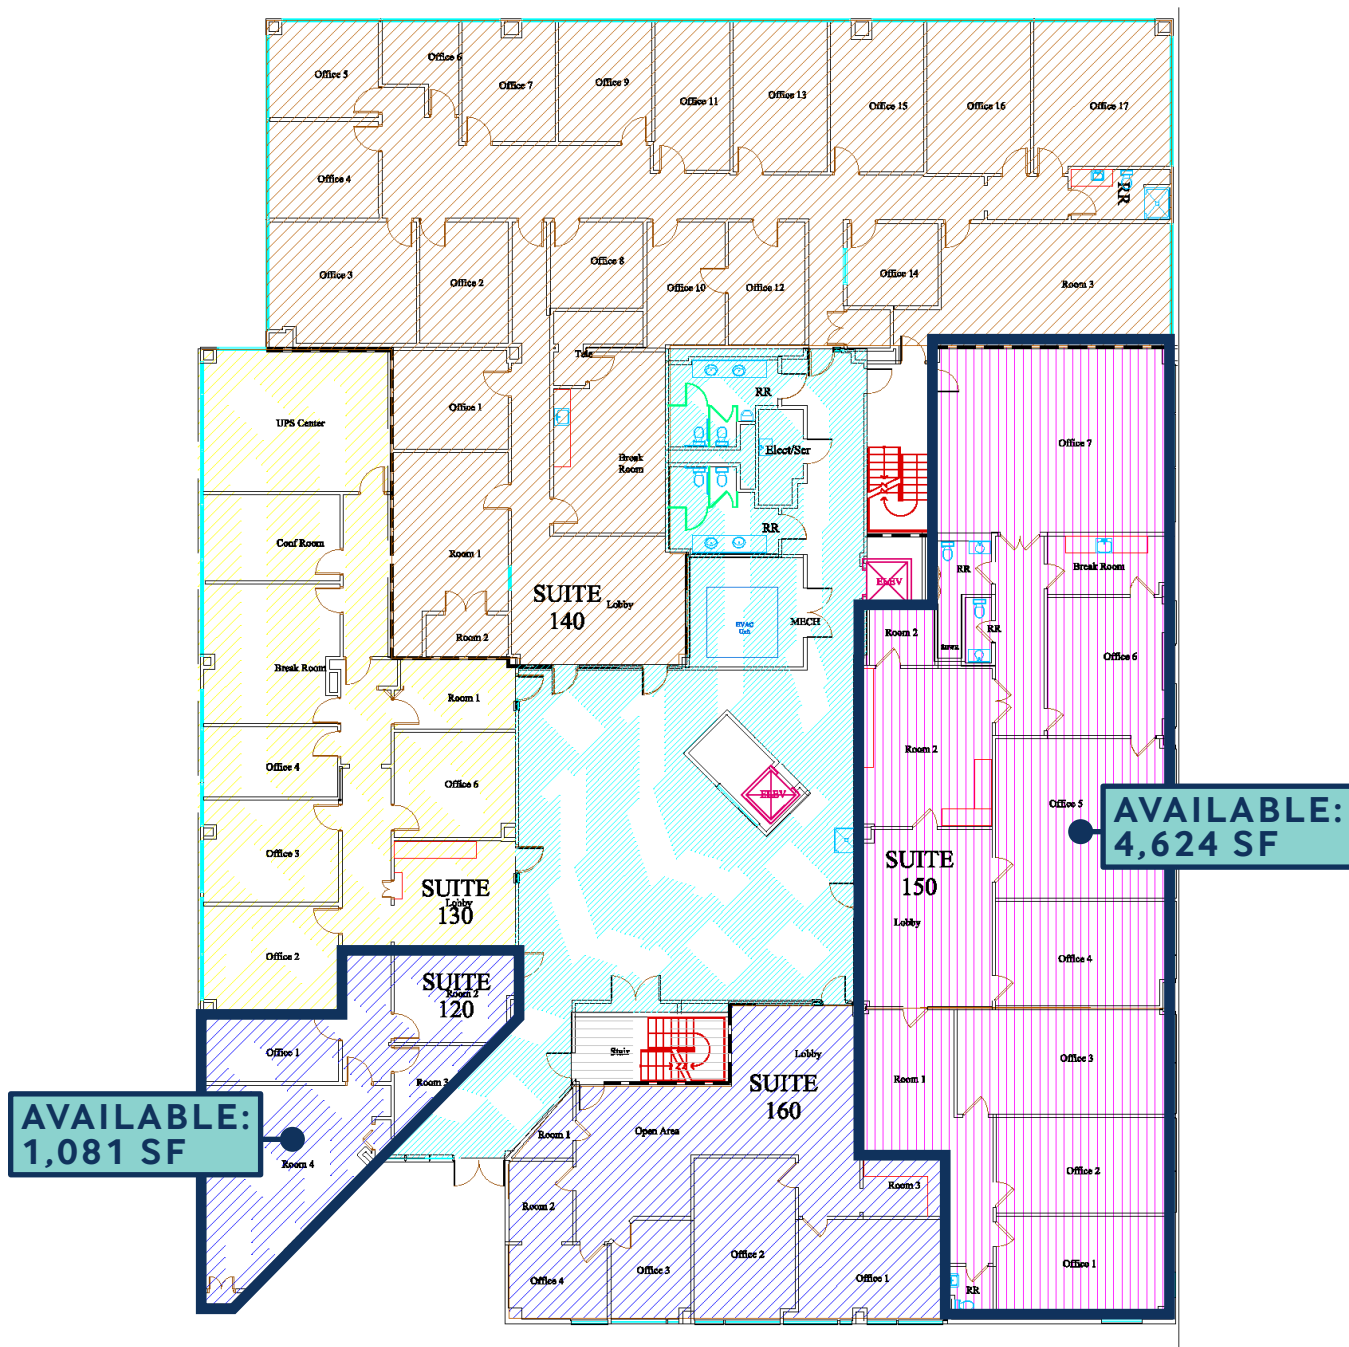 Office 5
Office 6
Office 7
Office 9
Office 11
Office 13
Office 15
Office 16
Office 17
Office 4
RR
Office 3
Office 2
Office 8
Office 10
Office 12
Office 14
Room 3
Tele
UPS Center
Office 1
Break
Room
RR
Elect/Ser
RR
Office 7
Conf Room
Room 1
SUITE
140
Lobby
Room 2
HVAC
Unit
MECH
ELEV
RR
Break Room
Room 2
RR
Office 6
Break Room
Room 1
Office 4
Office 6
Room 2
ELEV
Office 5
AVAILABLE:
4,624 SF
Office 3
SUITE
130
Lobby
SUITE
150
Lobby
Office 2
SUITE
120
Room 2
Office 4
Office 1
Room 3
Stair
Lobby
SUITE
160
Room 1
Office 3
AVAILABLE:
1,081 SF
Room 4
Room 1
Open Area
Office 2
Room 2
Room 3
Office 4
Office 3
Office 2
Office 1
Office 1
RR